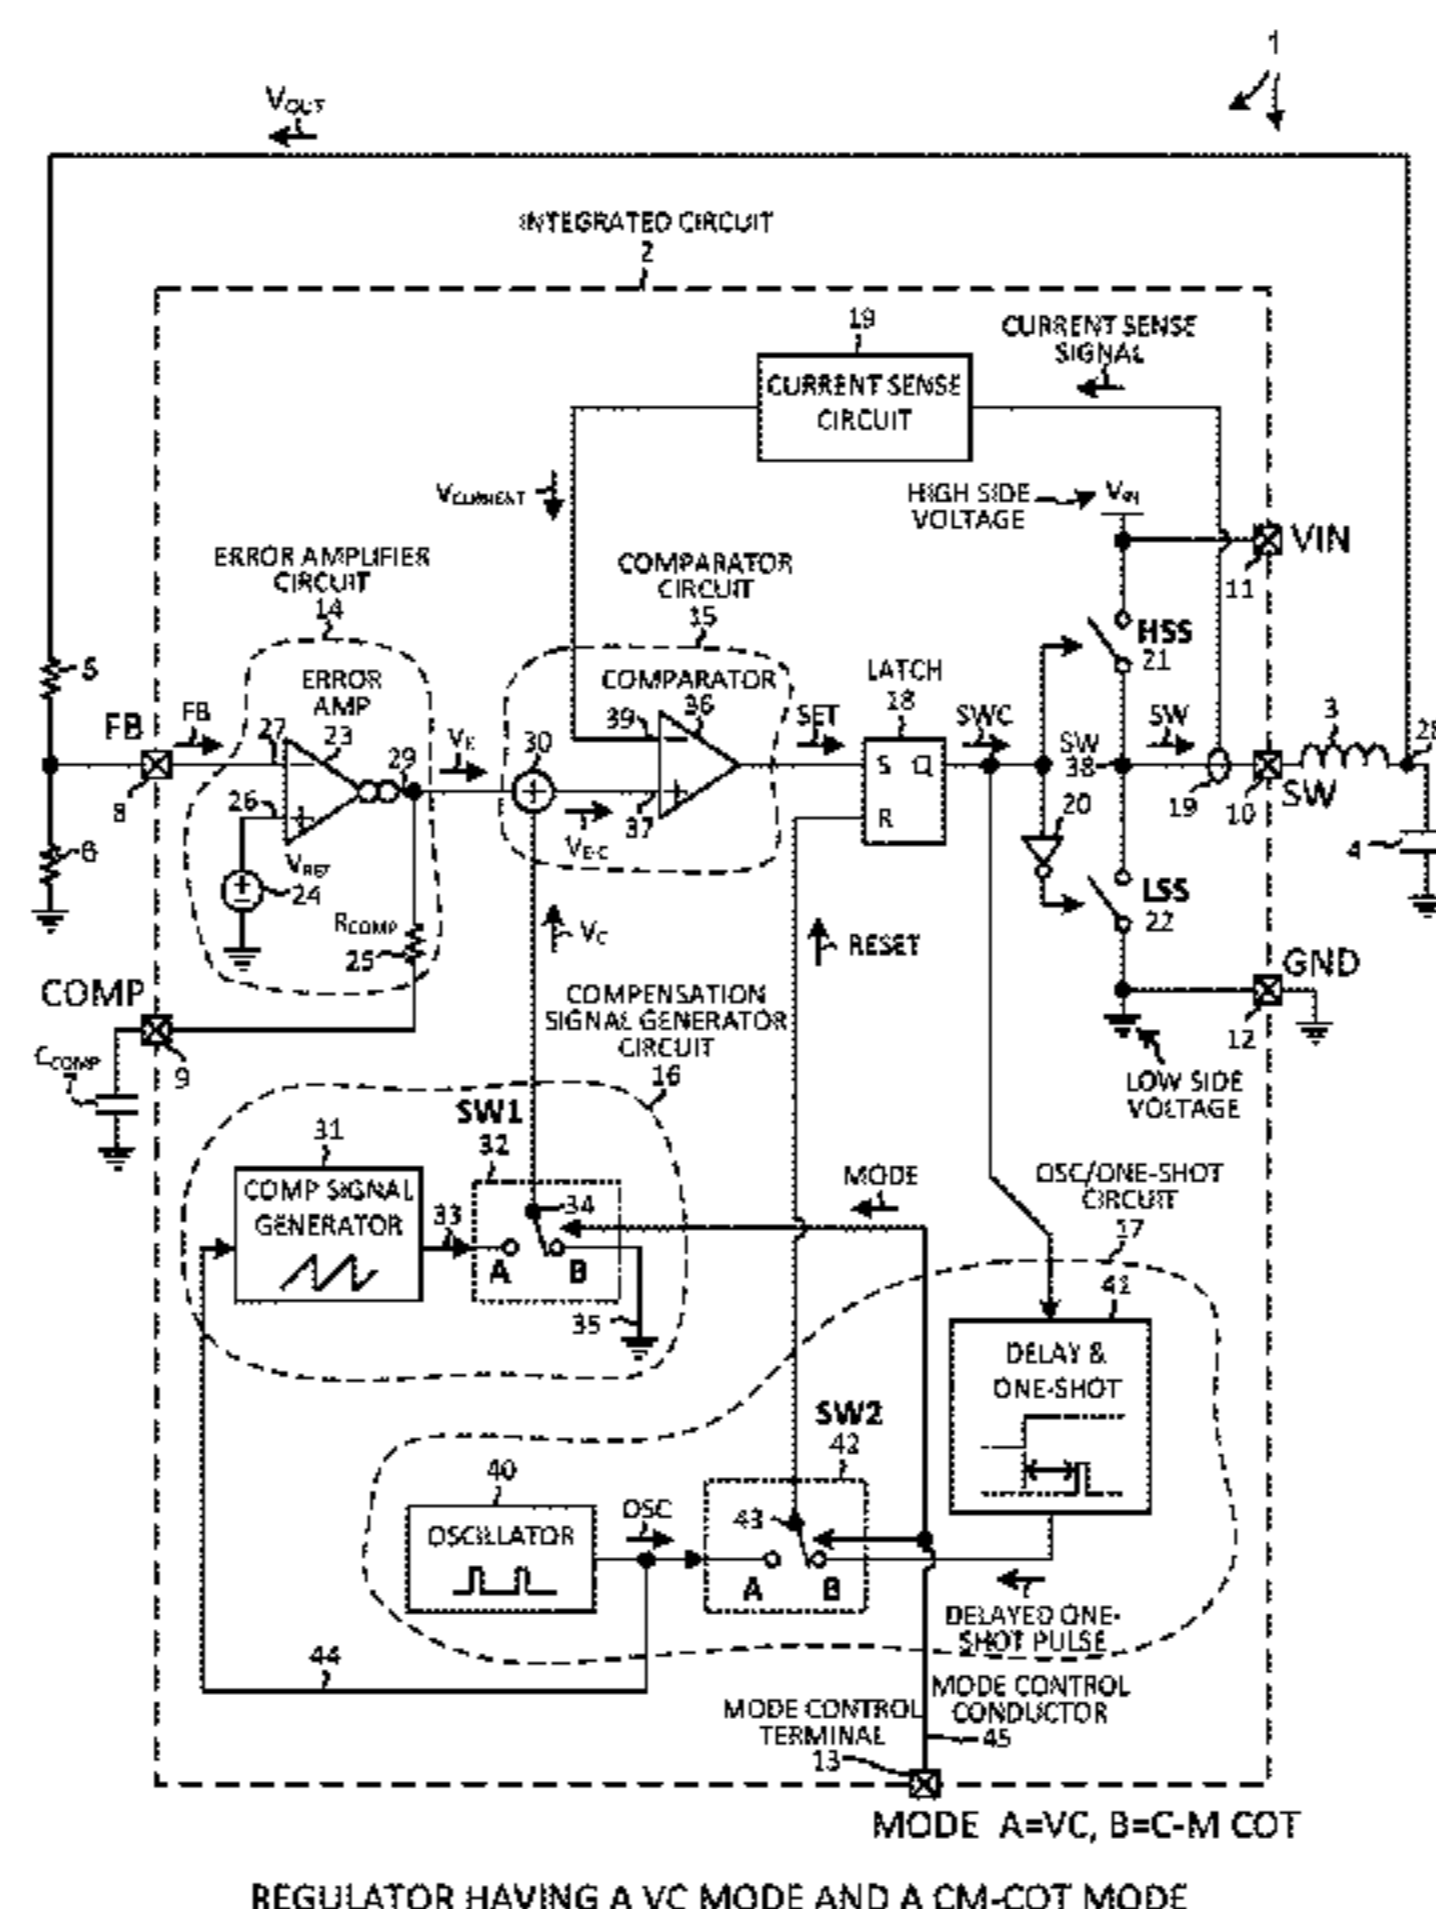 1
VOUT
INTEGRATED CIRCUIT
2
19
CURRENT SENSE
SIGNAL
CURRENT SENSE
CIRCUIT
VCURRENT
HIGH SIDE
VOLTAGE
VIN
VIN
11
ERROR AMPLIFIER
CIRCUIT
14
COMPARATOR
CIRCUIT
15
HSS
21
5
ERROR
AMP
23
COMPARATOR
36
39
LATCH
18
FB
FB
27
29
VE
30
SET
S Q
R
SWC
SW
38
SW
3
28
8
26
37
VE-C
20
19
10
SW
6
VREF
24
4
LSS
22
RCOMP
25
VC
RESET
COMP
GND
12
COMPENSATION
SIGNAL GENERATOR
CIRCUIT
16
CCOMP
7
9
LOW SIDE
VOLTAGE
SW1
32
31
COMP SIGNAL
GENERATOR
33
34
A B
35
MODE
OSC/ONE-SHOT
CIRCUIT
17
41
DELAY &
ONE-SHOT
SW2
42
40
OSCILLATOR
OSC
43
A B
DELAYED ONE-
SHOT PULSE
44
MODE CONTROL
TERMINAL
13
MODE CONTROL
CONDUCTOR
45
MODE A=VC, B=C-M COT
REGULATOR HAVING A VC MODE AND A CM-COT MODE